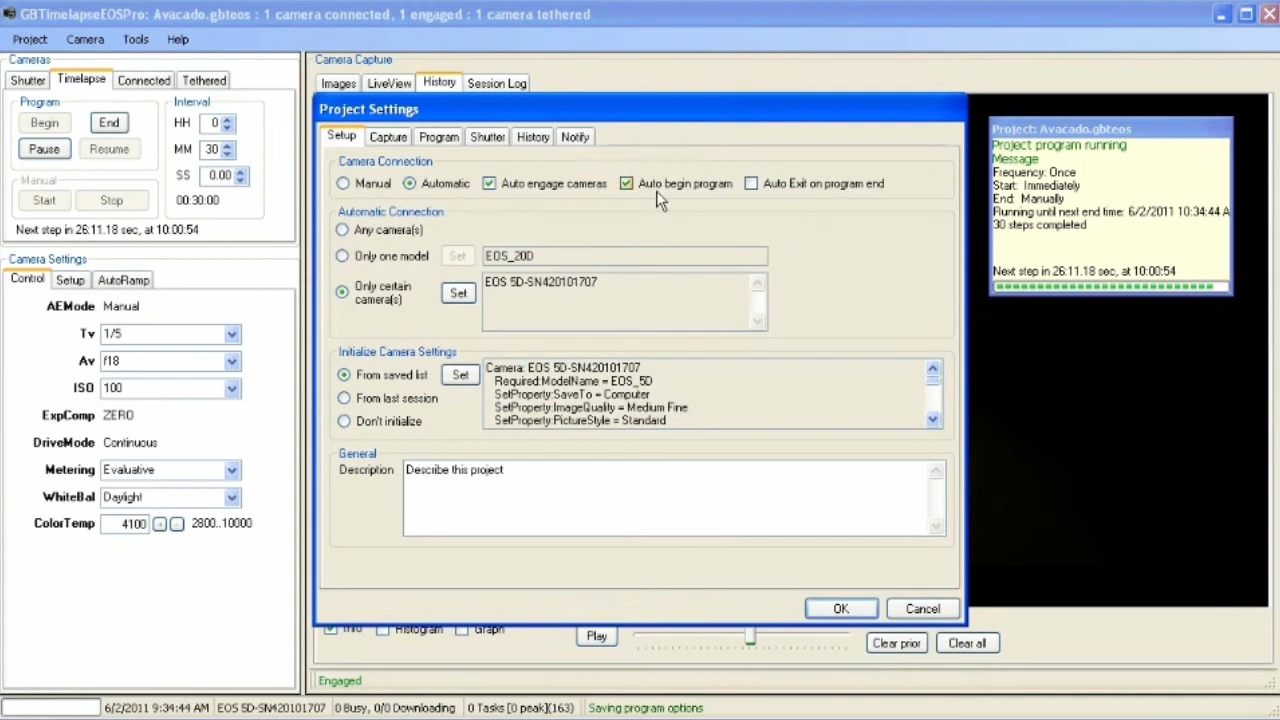 GBTimelapseEOSPro: Avacado.gbteos : 1 camera connected, 1 engaged : 1 camera tethered
Project Camera Tools Help
Cameras
Shutter Timelapse Connected Tethered
Program
Begin End
Pause Resume
Interval
HH 0
MM 30
SS 0.00
00:30:00
Manual
Start Stop
Next step in 26:11.18 sec, at 10:00:54
Camera Settings
Control Setup AutoRamp
AEMode Manual
Tv 1/5
Av f18
ISO 100
ExpComp ZERO
DriveMode Continuous
Metering Evaluative
WhiteBal Daylight
ColorTemp 4100 + - 2800..10000
Camera Capture
Images LiveView History Session Log
Project Settings
Setup Capture Program Shutter History Notify
Camera Connection
Manual Automatic Auto engage cameras Auto begin program Auto Exit on program end
Automatic Connection
Any camera(s)
Only one model Set EOS_20D
Only certain camera(s) Set EOS 5D-SN420101707
Initialize Camera Settings
From saved list Set
From last session
Don't initialize
Camera: EOS 5D-SN420101707
Required:ModelName = EOS_5D
SetProperty:SaveTo = Computer
SetProperty:ImageQuality = Medium Fine
SetProperty:PictureStyle = Standard
General
Description Describe this project
OK Cancel
Project: Avacado.gbteos
Project program running
Message
Frequency: Once
Start: Immediately
End: Manually
Running until next end time: 6/2/2011 10:34:44 A
30 steps completed
Next step in 26:11.18 sec, at 10:00:54
Info Histogram Graph Play Clear prior Clear all
Engaged
6/2/2011 9:34:44 AM EOS 5D-SN420101707 0 Busy, 0/0 Downloading 0 Tasks [0 peak](163) Saving program options